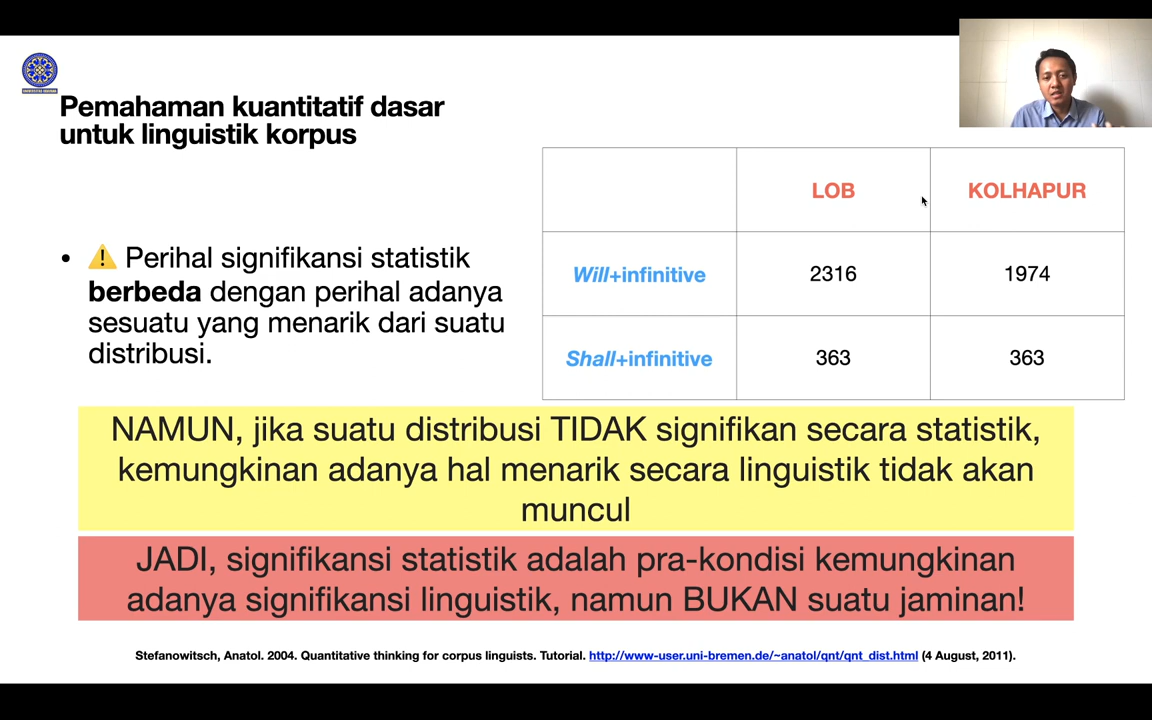 Pemahaman kuantitatif dasar
untuk linguistik korpus
• ⚠️ Perihal signifikansi statistik
berbeda dengan perihal adanya
sesuatu yang menarik dari suatu
distribusi.
LOB KOLHAPUR
Will+infinitive 2316 1974
Shall+infinitive 363 363
NAMUN, jika suatu distribusi TIDAK signifikan secara statistik,
kemungkinan adanya hal menarik secara linguistik tidak akan
muncul
JADI, signifikansi statistik adalah pra-kondisi kemungkinan
adanya signifikansi linguistik, namun BUKAN suatu jaminan!
Stefanowitsch, Anatol. 2004. Quantitative thinking for corpus linguists. Tutorial. http://www-user.uni-bremen.de/~anatol/qnt/qnt_dist.html (4 August, 2011).